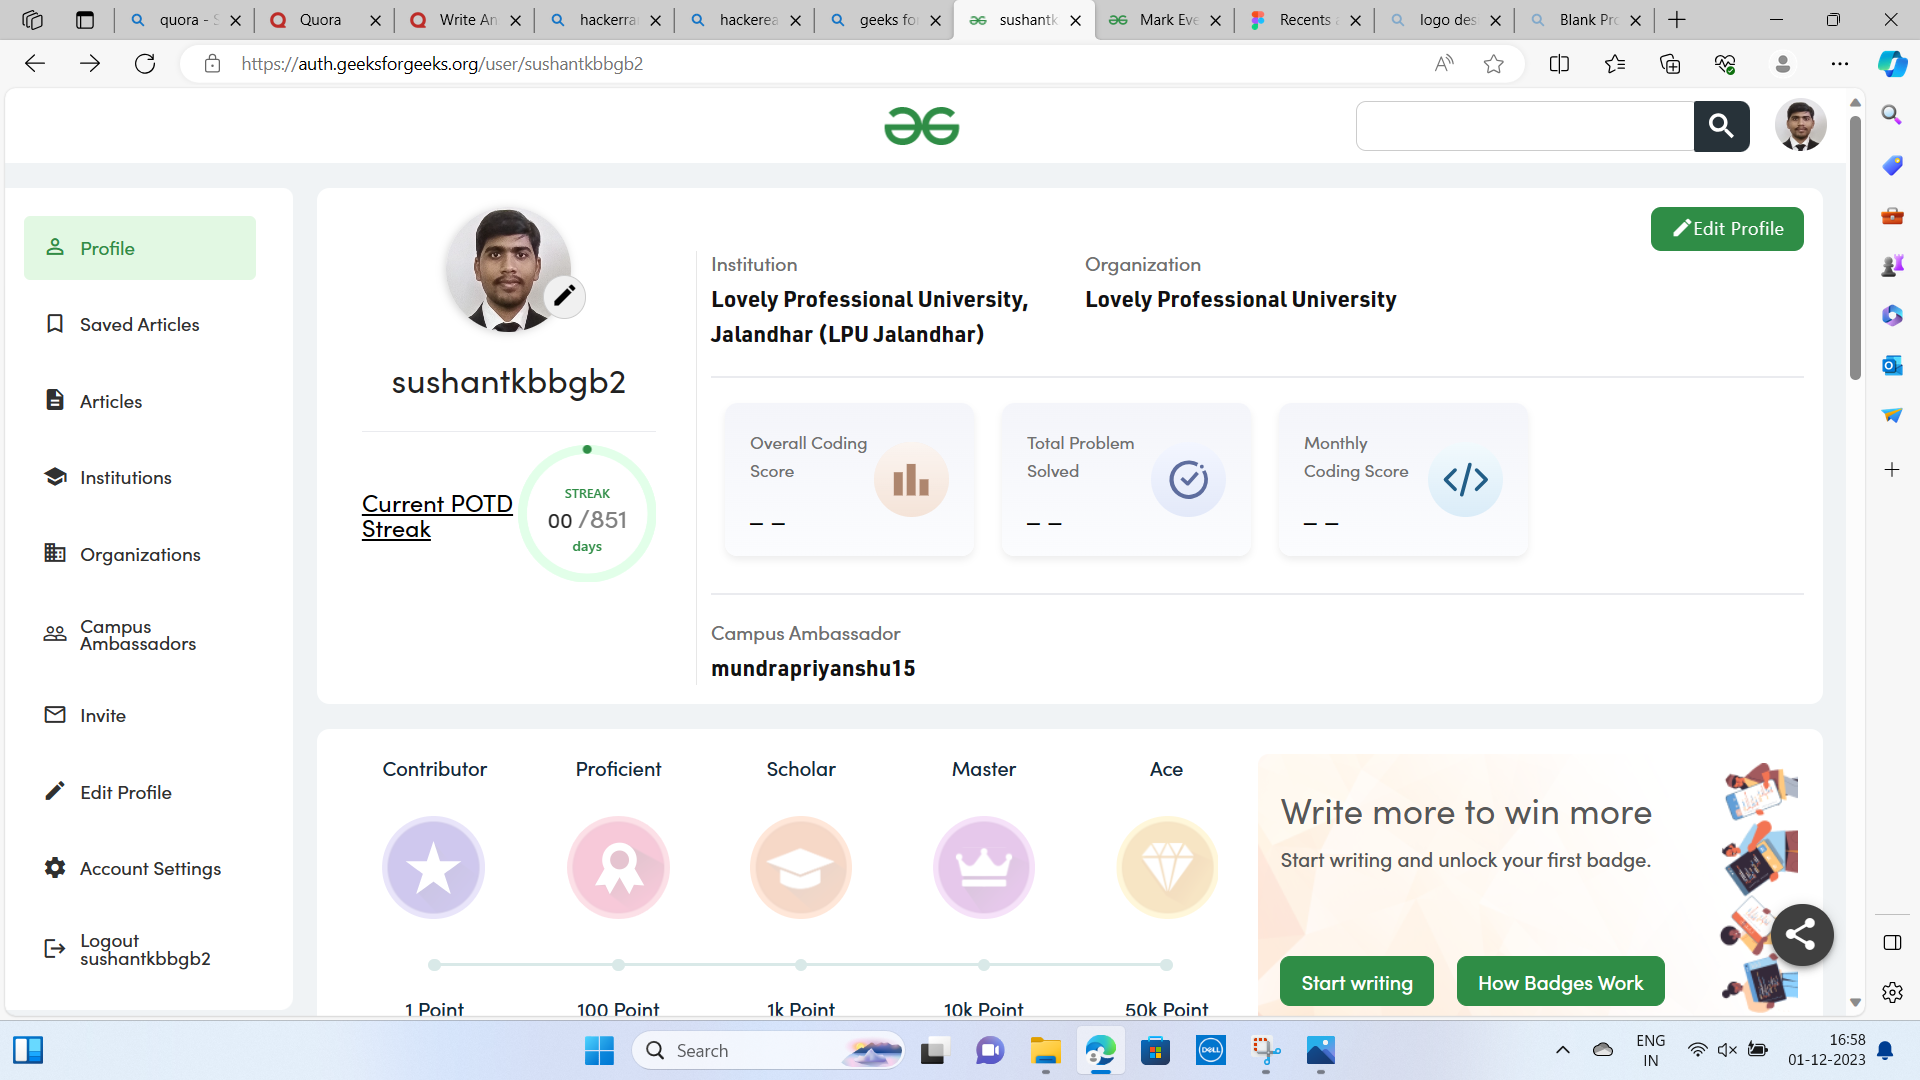 quora - S
Quora
Write An
hackerra
hackerea
geeks fo
sushantk
Mark Eve
Recents a
logo des
Blank Pro
https://auth.geeksforgeeks.org/user/sushantkbbgb2
Edit Profile
Profile
Saved Articles
Articles
Institutions
Organizations
Campus
Ambassadors
Invite
Edit Profile
Account Settings
Logout
sushantkbbgb2
sushantkbbgb2
Current POTD
Streak
STREAK
00 /851
days
Institution
Lovely Professional University,
Jalandhar (LPU Jalandhar)
Organization
Lovely Professional University
Overall Coding
Score
_ _
Total Problem
Solved
_ _
Monthly
Coding Score
_ _
Campus Ambassador
mundrapriyanshu15
Contributor
Proficient
Scholar
Master
Ace
1 Point
100 Point
1k Point
10k Point
50k Point
Write more to win more
Start writing and unlock your first badge.
Start writing
How Badges Work
Search
DELL
ENG
IN
16:58
01-12-2023